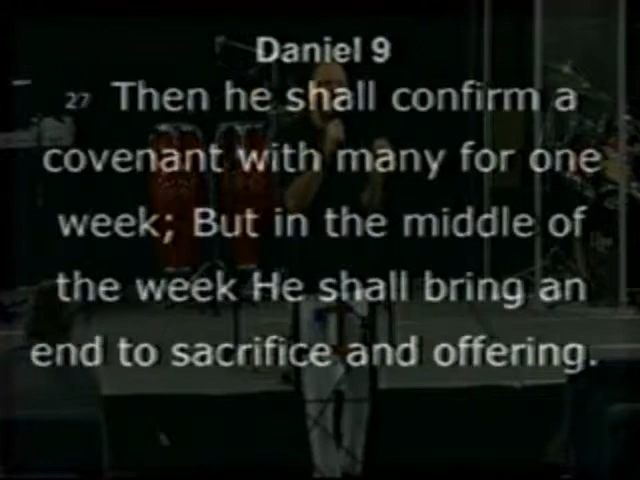 Daniel 9
27 Then he shall confirm a
covenant with many for one
week; But in the middle of
the week He shall bring an
end to sacrifice and offering.